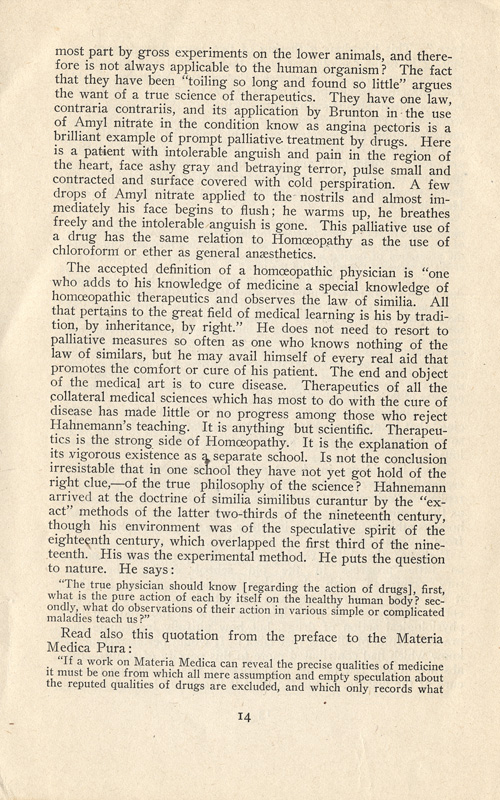 most part by gross experiments on the lower animals, and there-
fore is not always applicable to the human organism? The fact
that they have been "toiling so long and found so little" argues
the want of a true science of therapeutics. They have one law,
contraria contrariis, and its application by Brunton in the use
of Amyl nitrate in the condition know as angina pectoris is a
brilliant example of prompt palliative treatment by drugs. Here
is a patient with intolerable anguish and pain in the region of
the heart, face ashy gray and betraying terror, pulse small and
contracted and surface covered with cold perspiration. A few
drops of Amyl nitrate applied to the nostrils and almost im-
mediately his face begins to flush; he warms up, he breathes
freely and the intolerable anguish is gone. This palliative use of
a drug has the same relation to Homœopathy as the use of
chloroform or ether as general anæsthetics.
The accepted definition of a homœopathic physician is "one
who adds to his knowledge of medicine a special knowledge of
homœopathic therapeutics and observes the law of similia. All
that pertains to the great field of medical learning is his by tradi-
tion, by inheritance, by right." He does not need to resort to
palliative measures so often as one who knows nothing of the
law of similars, but he may avail himself of every real aid that
promotes the comfort or cure of his patient. The end and object
of the medical art is to cure disease. Therapeutics of all the
collateral medical sciences which has most to do with the cure of
disease has made little or no progress among those who reject
Hahnemann's teaching. It is anything but scientific. Therapeu-
tics is the strong side of Homœopathy. It is the explanation of
its vigorous existence as a separate school. Is not the conclusion
irresistable that in one school they have not yet got hold of the
right clue,—of the true philosophy of the science? Hahnemann
arrived at the doctrine of similia similibus curantur by the "ex-
act" methods of the latter two-thirds of the nineteenth century,
though his environment was of the speculative spirit of the
eighteenth century, which overlapped the first third of the nine-
teenth. His was the experimental method. He puts the question
to nature. He says:
"The true physician should know [regarding the action of drugs], first,
what is the pure action of each by itself on the healthy human body? sec-
ondly, what do observations of their action in various simple or complicated
maladies teach us?"
Read also this quotation from the preface to the Materia
Medica Pura:
"If a work on Materia Medica can reveal the precise qualities of medicine
it must be one from which all mere assumption and empty speculation about
the reputed qualities of drugs are excluded, and which only records what
14